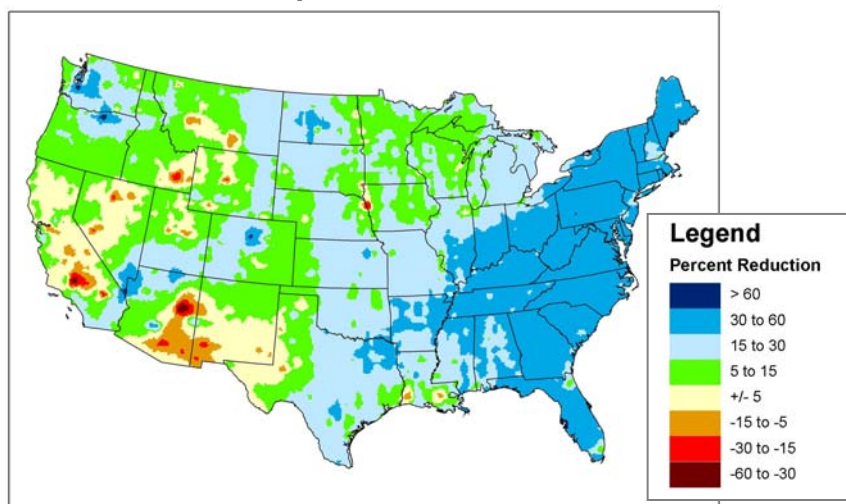 Legend
Percent Reduction
> 60
30 to 60
15 to 30
5 to 15
+/- 5
-15 to -5
-30 to -15
-60 to -30